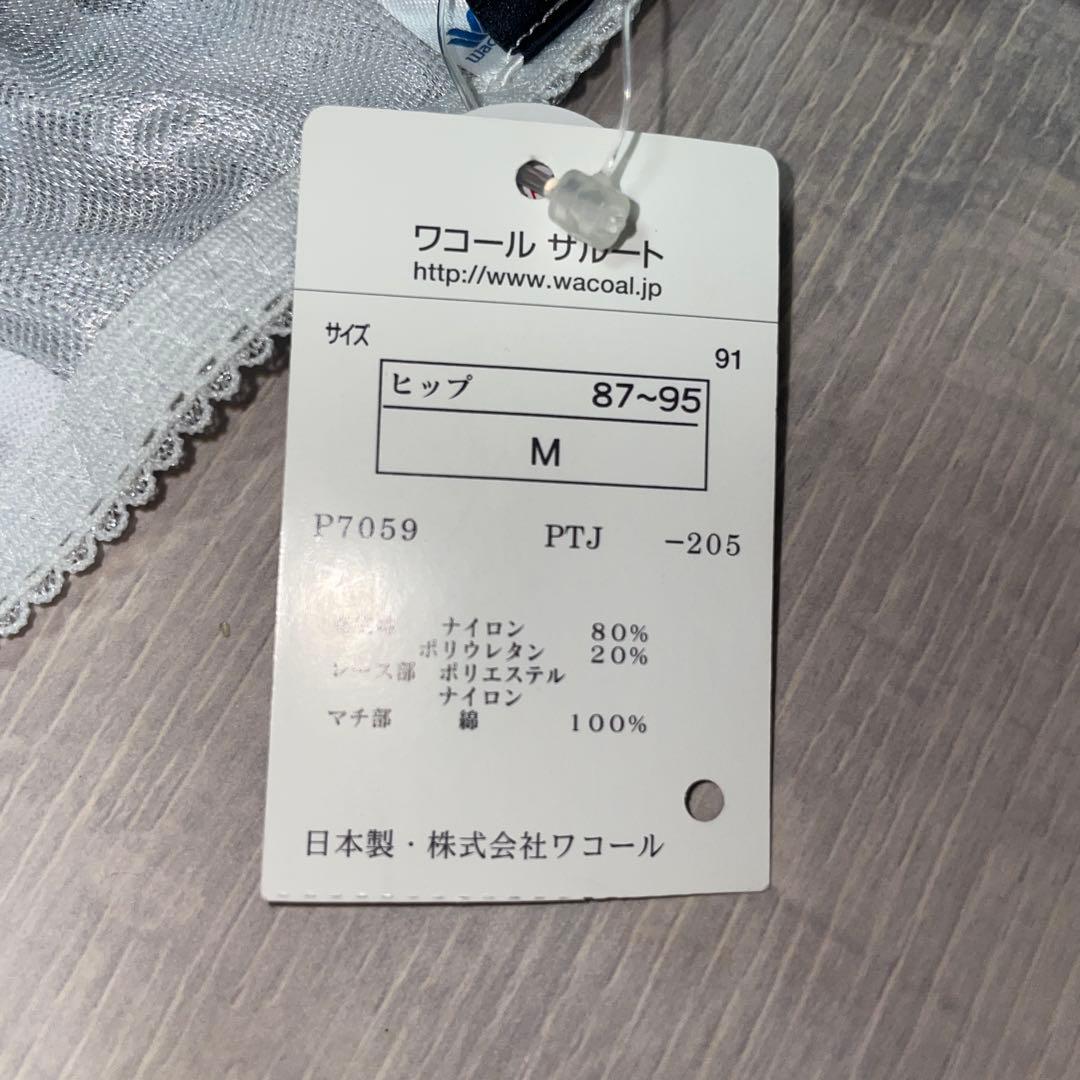 ワコール サルート
http://www.wacoal.jp
サイズ
91
ヒップ 87~95
M
P7059 PTJ -205
ナイロン 80%
ポリウレタン 20%
レース部 ポリエステル
ナイロン
マチ部 綿 100%
日本製・株式会社ワコール